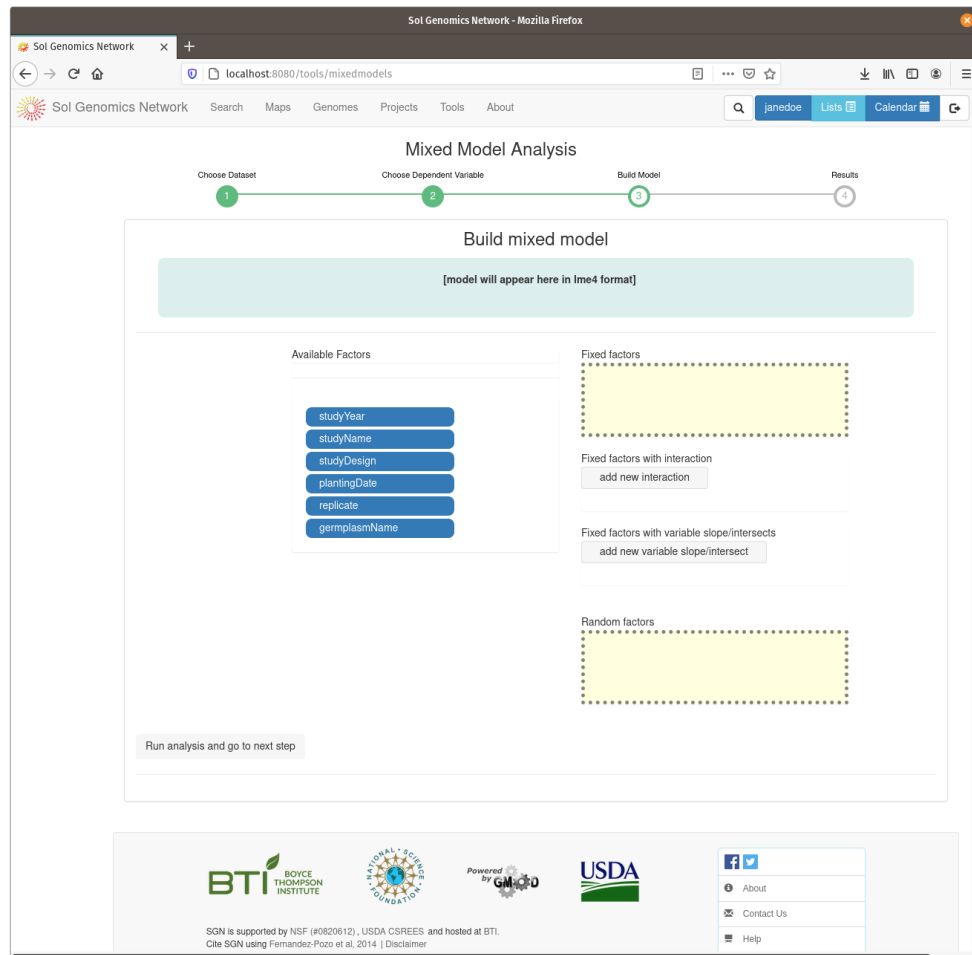 Sol Genomics Network - Mozilla Firefox
Sol Genomics Network
localhost:8080/tools/mixedmodels
Sol Genomics Network Search Maps Genomes Projects Tools About janedoe Lists Calendar
Mixed Model Analysis
Choose Dataset Choose Dependent Variable Build Model Results
1 2 3 4
Build mixed model
[model will appear here in lme4 format]
Available Factors
studyYear
studyName
studyDesign
plantingDate
replicate
germplasmName
Fixed factors
Fixed factors with interaction
add new interaction
Fixed factors with variable slope/intersects
add new variable slope/intersect
Random factors
Run analysis and go to next step
BTI BOYCE THOMPSON INSTITUTE
NATIONAL SCIENCE FOUNDATION
Powered by GMOD
USDA
SGN is supported by NSF (#0820612) , USDA CSREES and hosted at BTI.
Cite SGN using Fernandez-Pozo et al, 2014 | Disclaimer
About
Contact Us
Help